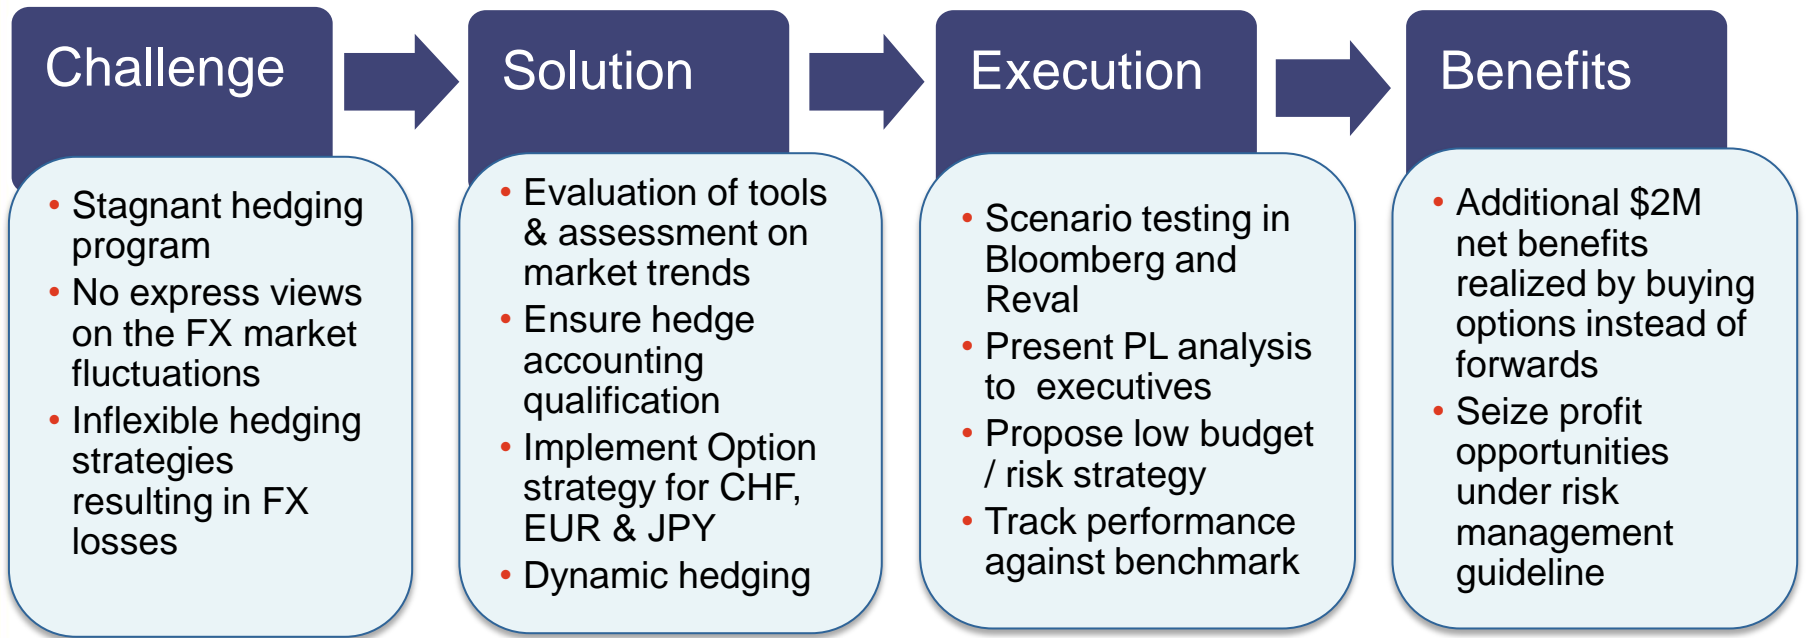 Challenge
• Stagnant hedging
program
• No express views
on the FX market
fluctuations
• Inflexible hedging
strategies
resulting in FX
losses
Solution
• Evaluation of tools
& assessment on
market trends
• Ensure hedge
accounting
qualification
• Implement Option
strategy for CHF,
EUR & JPY
• Dynamic hedging
Execution
• Scenario testing in
Bloomberg and
Reval
• Present PL analysis
to executives
• Propose low budget
/ risk strategy
• Track performance
against benchmark
Benefits
• Additional $2M
net benefits
realized by buying
options instead of
forwards
• Seize profit
opportunities
under risk
management
guideline